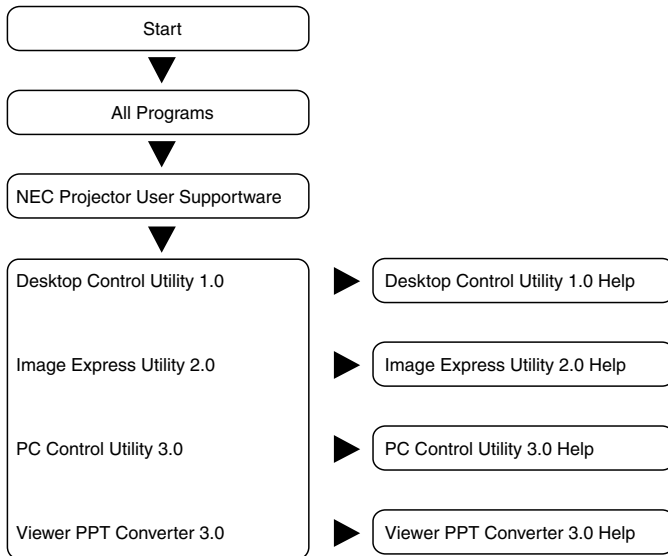 Start
All Programs
NEC Projector User Supportware
Desktop Control Utility 1.0
Desktop Control Utility 1.0 Help
Image Express Utility 2.0
Image Express Utility 2.0 Help
PC Control Utility 3.0
PC Control Utility 3.0 Help
Viewer PPT Converter 3.0
Viewer PPT Converter 3.0 Help